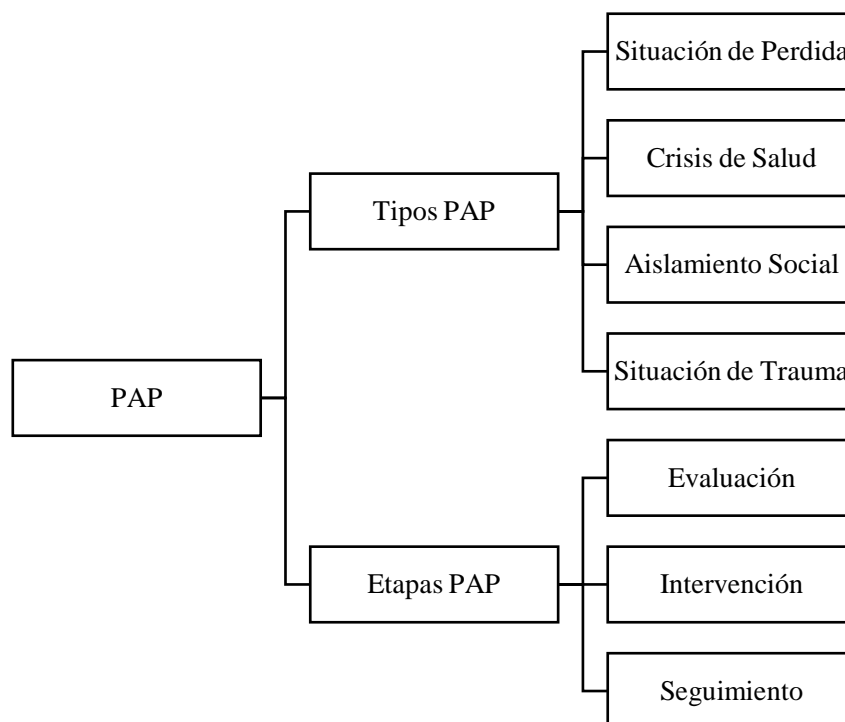 PAP
Tipos PAP
Situación de Perdida
Crisis de Salud
Aislamiento Social
Situación de Trauma
Etapas PAP
Evaluación
Intervención
Seguimiento